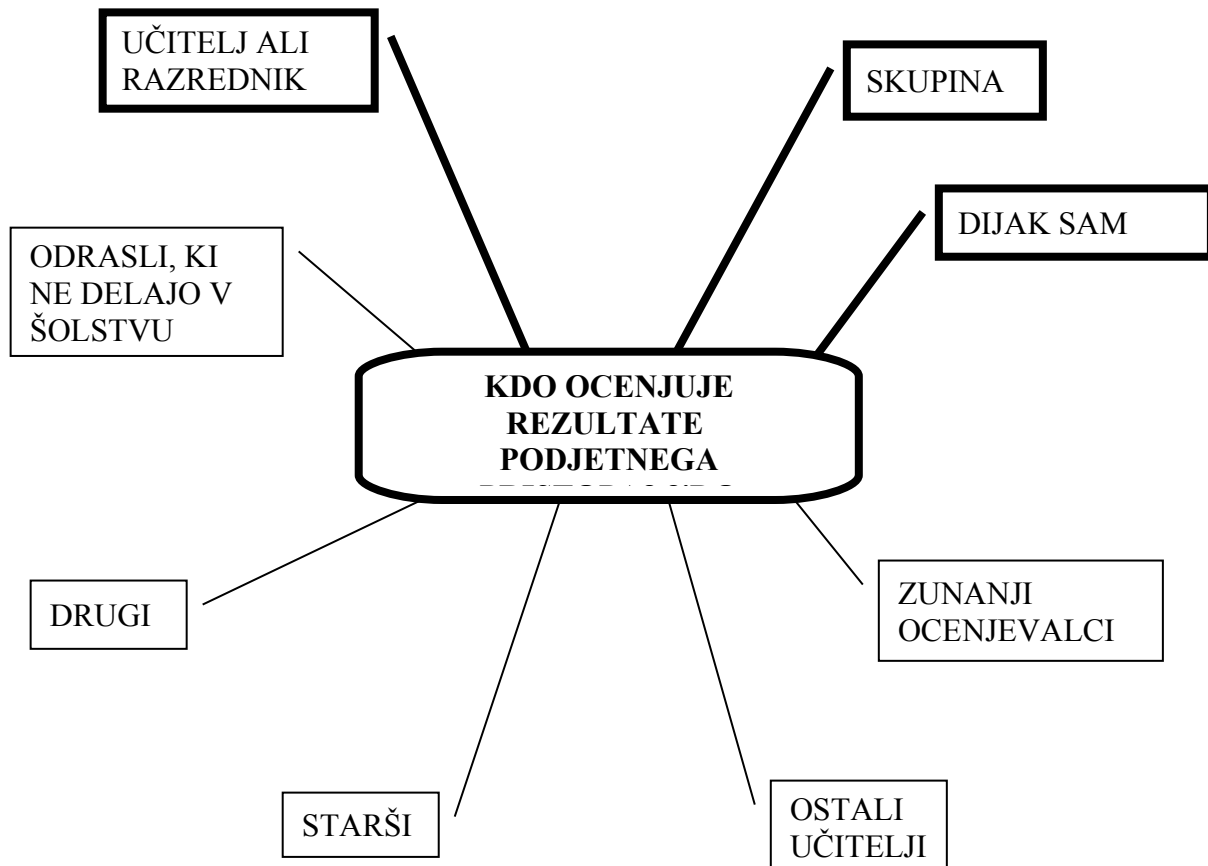 UČITELJ ALI
RAZREDNIK
SKUPINA
DIJAK SAM
ODRASLI, KI
NE DELAJO V
ŠOLSTVU
KDO OCENJUJE
REZULTATE
PODJETNEGA
DRUGI
ZUNANJI
OCENJEVALCI
STARŠI
OSTALI
UČITELJI